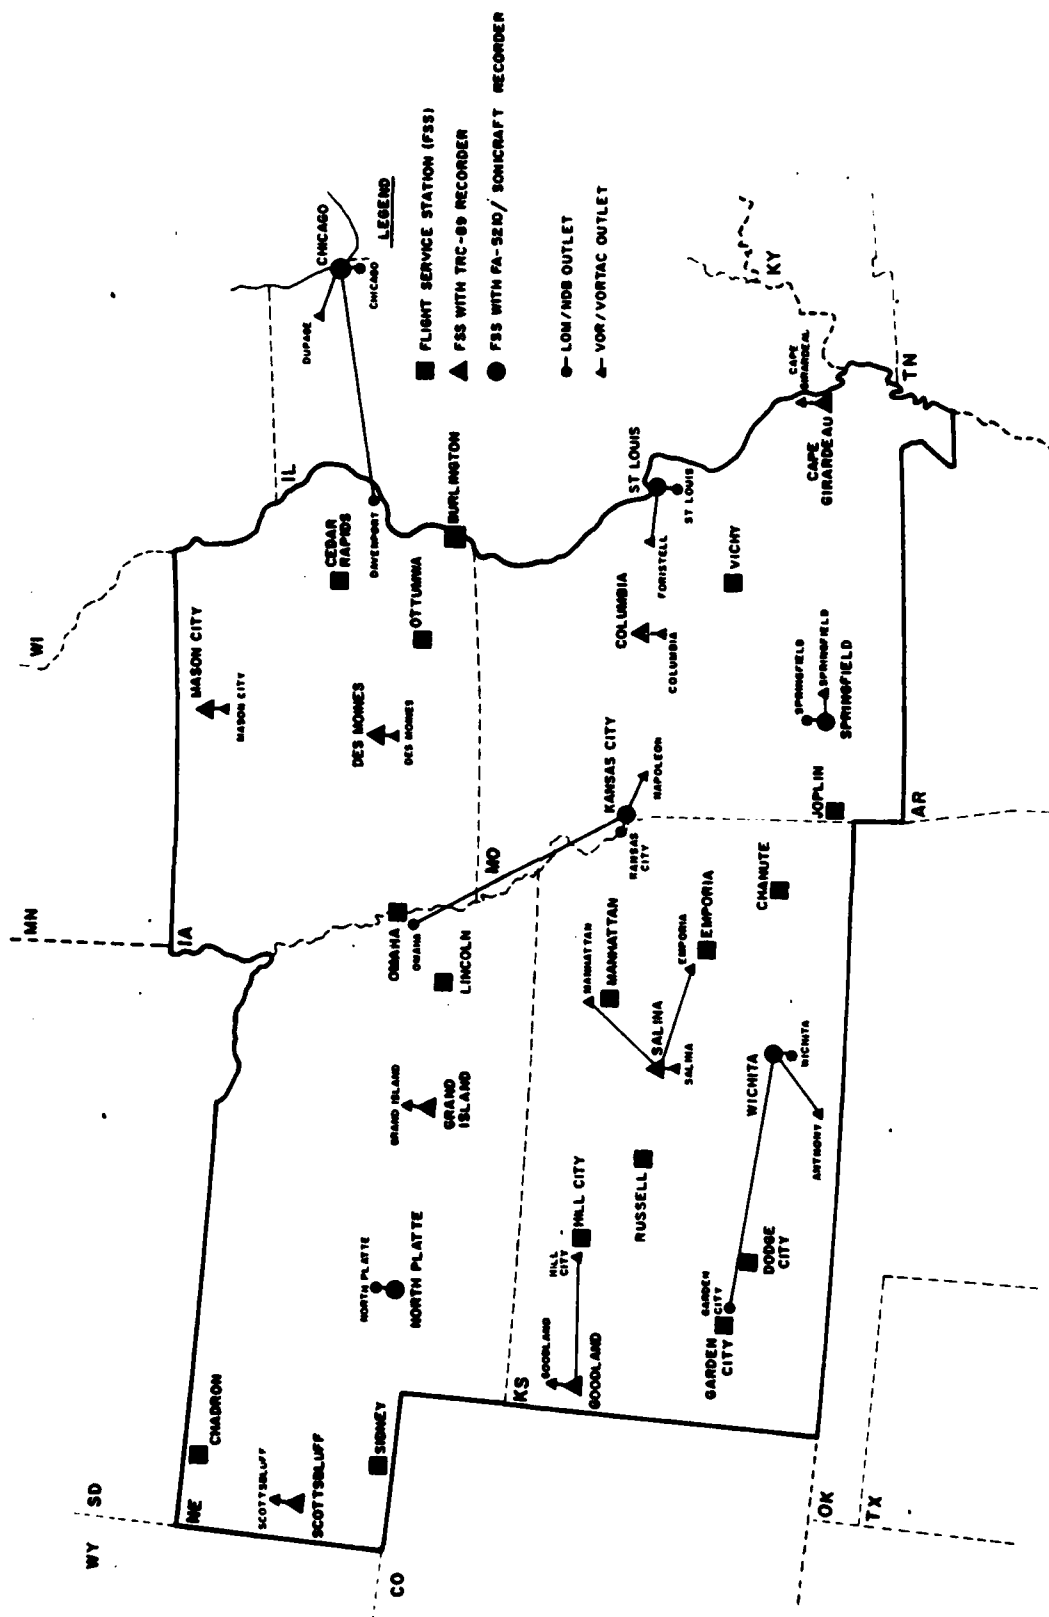 WY
SD
MN
WI
CHADRON
NE
SCOTTSBLUFF
SCOTTSBLUFF
SIDNEY
CO
NORTH PLATTE
NORTH PLATTE
GRAND ISLAND
GRAND
ISLAND
OMAHA
OMAHA
LINCOLN
IA
MASON CITY
MASON CITY
DES MOINES
DES MOINES
CEDAR
RAPIDS
OTTUMWA
DAVENPORT
BURLINGTON
IL
DUPAGE
CHICAGO
CHICAGO
LEGEND
FLIGHT SERVICE STATION (FSS)
FSS WITH TRC-89 RECORDER
FSS WITH FA-5210/ SONICRAFT RECORDER
LOM/NDB OUTLET
VOR/VORTAC OUTLET
KS
GOODLAND
GOODLAND
HILL
CITY
HILL CITY
RUSSELL
MANHATTAN
MANHATTAN
SALINA
SALINA
EMPORIA
EMPORIA
GARDEN
CITY
GARDEN
CITY
DODGE
CITY
WICHITA
WICHITA
ANTHONY
CHANUTE
MO
KANSAS CITY
KANSAS
CITY
NAPOLEON
COLUMBIA
COLUMBIA
ST LOUIS
ST LOUIS
FORISTELL
VICHY
JOPLIN
SPRINGFIELD
SPRINGFIELD
SPRINGFIELD
CAPE
GIRARDEAU
CAPE
GIRARDEAU
KY
TN
AR
OK
TX